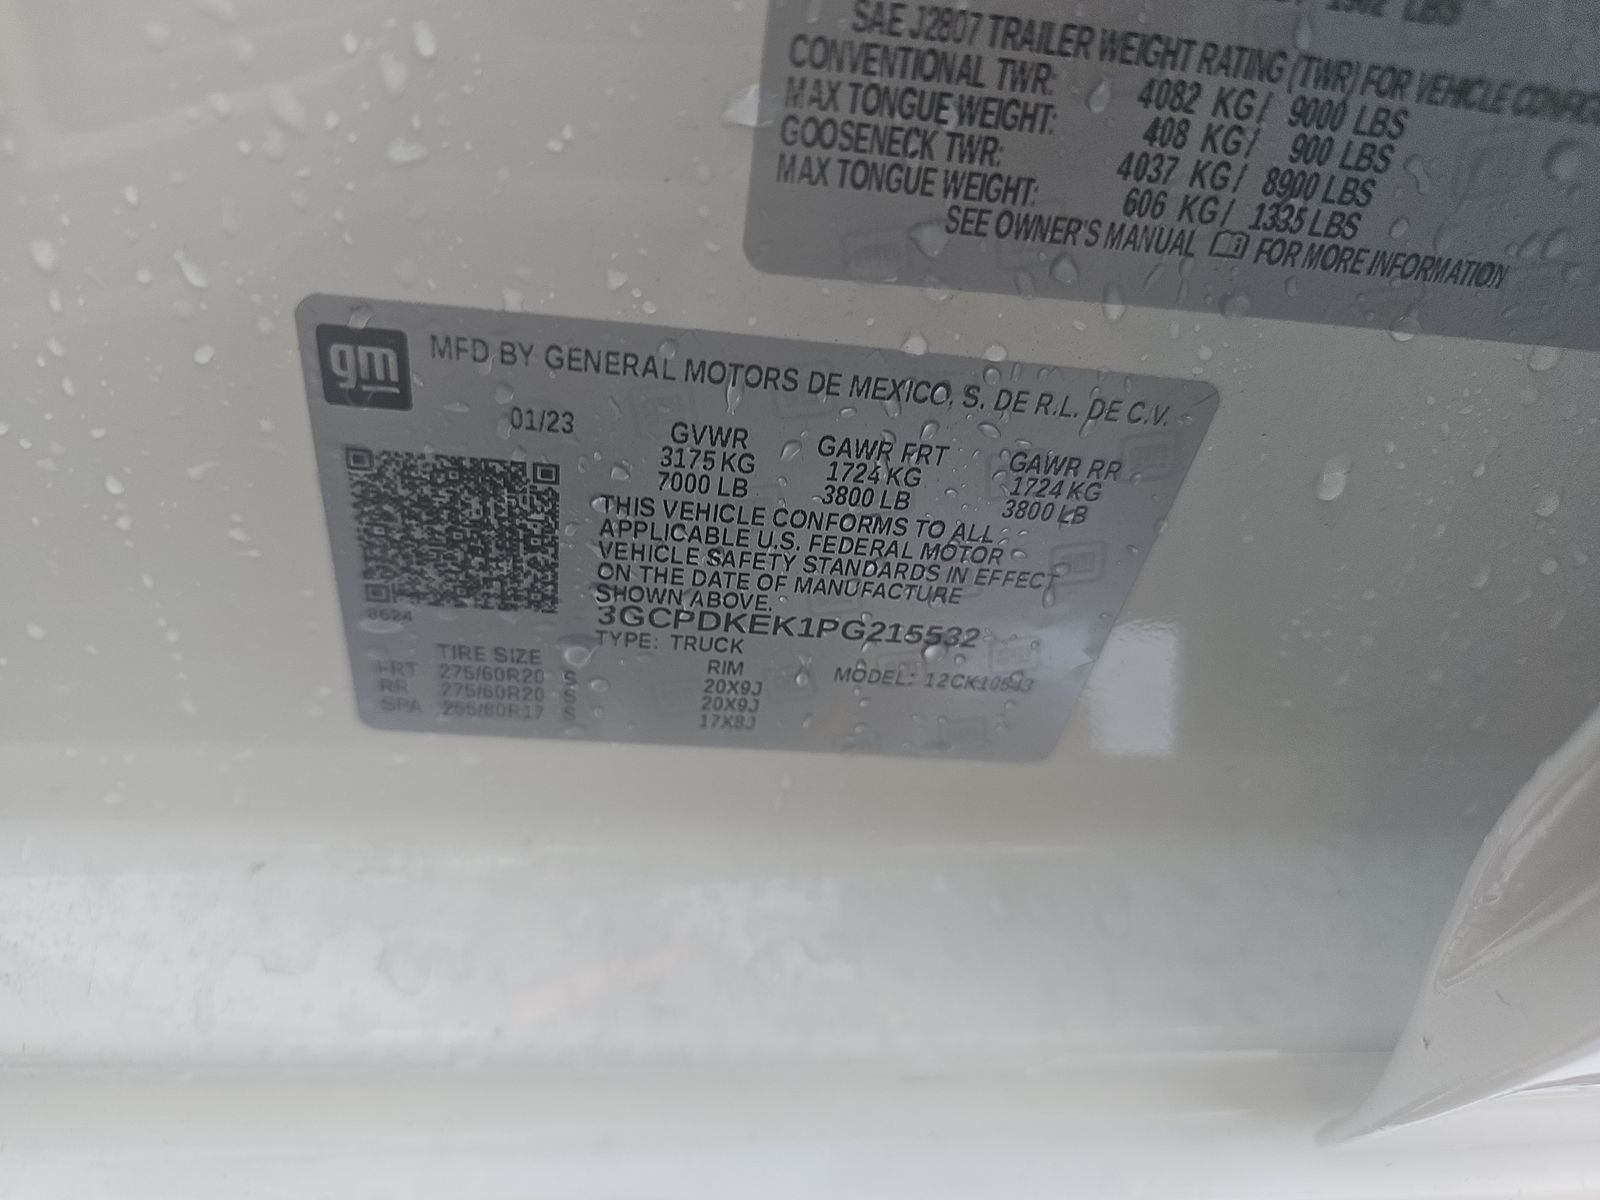 LBS
SAE J2807 TRAILER WEIGHT RATING (TWR) FOR VEHICLE
CONVENTIONAL TWR: 4082 KG/ 9000 LBS
MAX TONGUE WEIGHT: 408 KG/ 900 LBS
GOOSENECK TWR: 4037 KG/ 8900 LBS
MAX TONGUE WEIGHT: 606 KG/ 1335 LBS
SEE OWNER'S MANUAL FOR MORE INFORMATION
gm
MFD BY GENERAL MOTORS DE MEXICO, S. DE R.L. DE C.V.
01/23 GVWR GAWR FRT GAWR RR
3175 KG 1724 KG 1724 KG
7000 LB 3800 LB 3800 LB
THIS VEHICLE CONFORMS TO ALL
APPLICABLE U.S. FEDERAL MOTOR
VEHICLE SAFETY STANDARDS IN EFFECT
ON THE DATE OF MANUFACTURE
SHOWN ABOVE.
8624
3GCPDKEK1PG215532
TYPE: TRUCK MODEL: 12CK10543
TIRE SIZE RIM
FRT 275/60R20 S 20X9J
RR 275/60R20 S 20X9J
SPA 255/80R17 S 17X8J